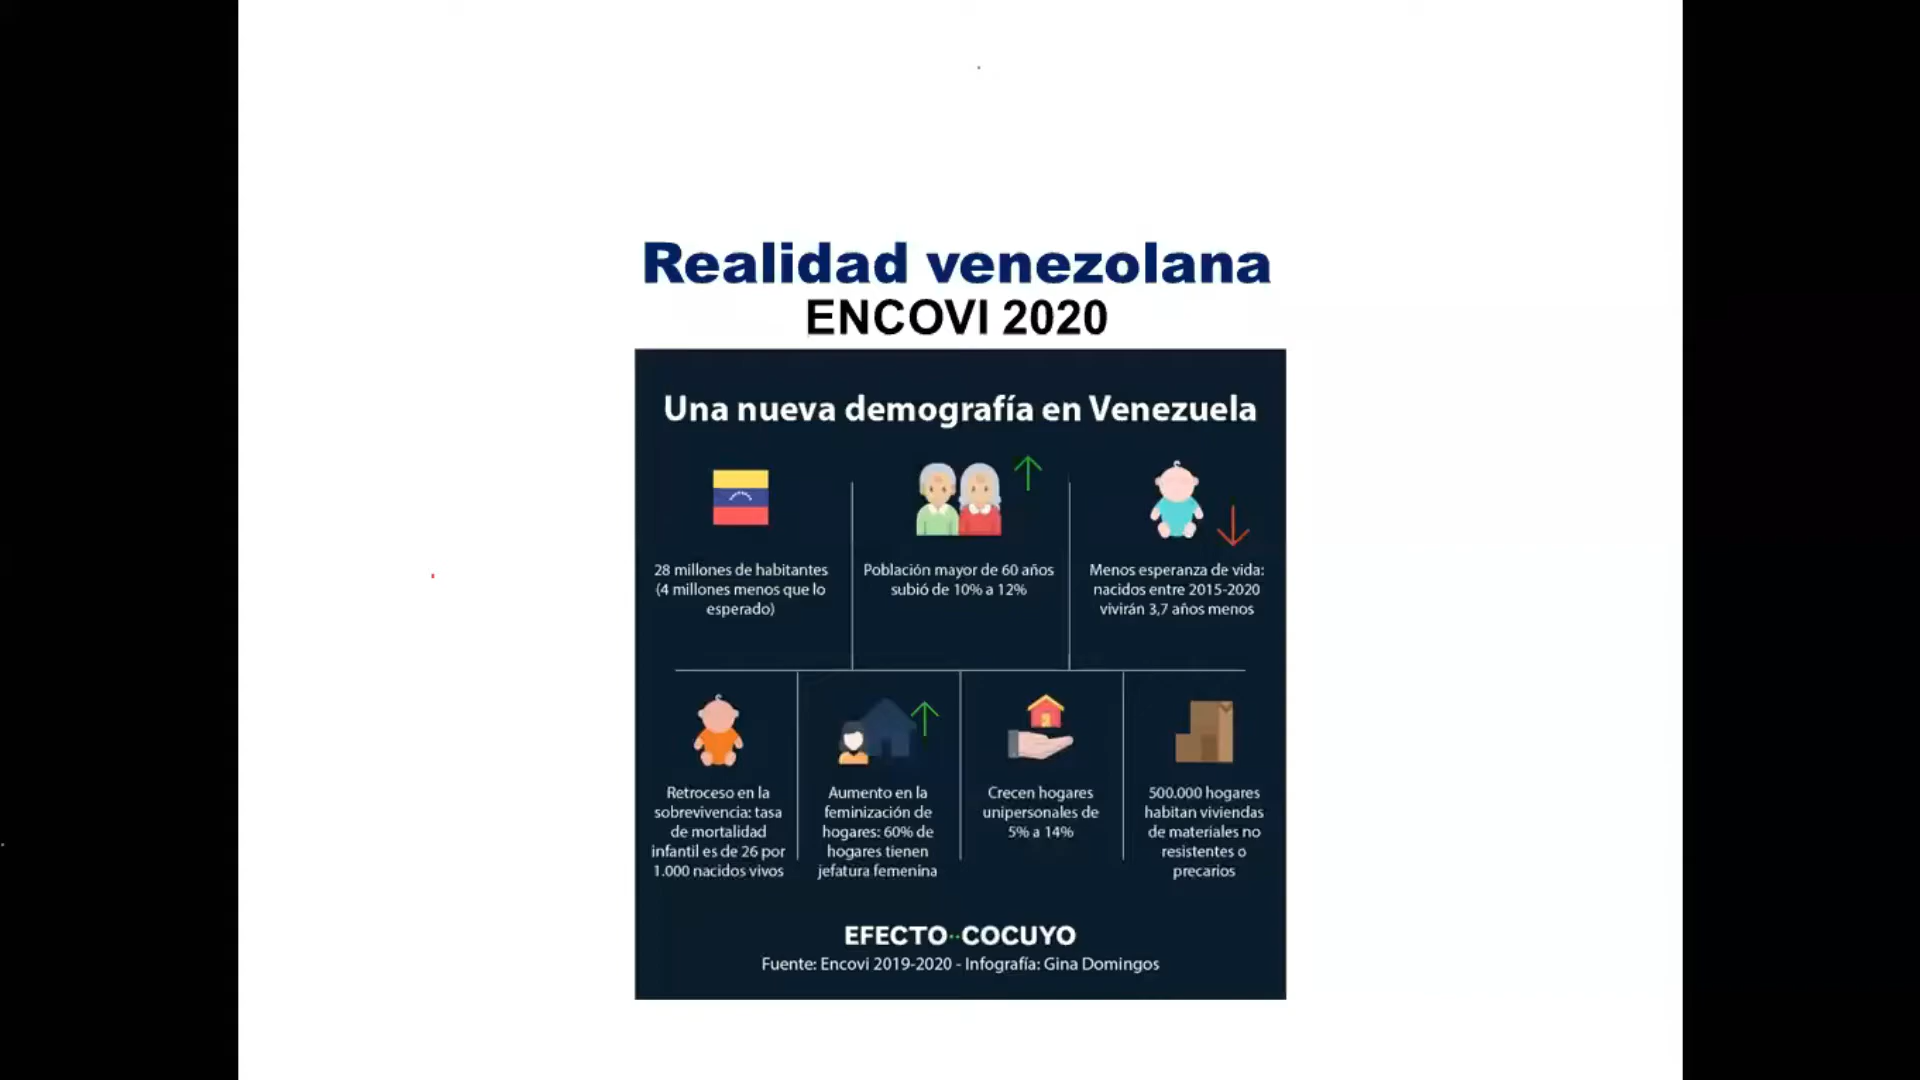 Realidad venezolana
ENCOVI 2020
Una nueva demografía en Venezuela
28 millones de habitantes
(4 millones menos que lo
esperado)
Población mayor de 60 años
subió de 10% a 12%
Menos esperanza de vida:
nacidos entre 2015-2020
vivirán 3,7 años menos
Retroceso en la
sobrevivencia: tasa
de mortalidad
infantil es de 26 por
1.000 nacidos vivos
Aumento en la
feminización de
hogares: 60% de
hogares tienen
jefatura femenina
Crecen hogares
unipersonales de
5% a 14%
500.000 hogares
habitan viviendas
de materiales no
resistentes o
precarios
EFECTO··COCUYO
Fuente: Encovi 2019-2020 - Infografía: Gina Domingos